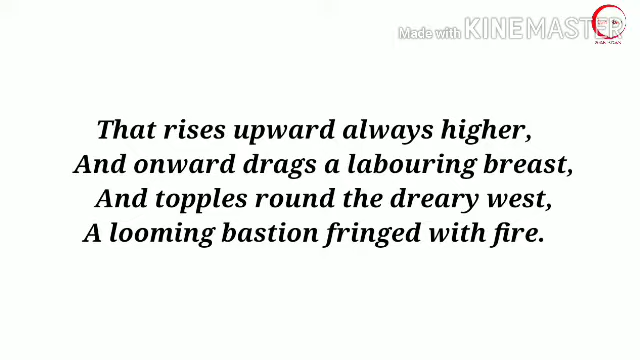 Made with KINEMASTER
That rises upward always higher,
And onward drags a labouring breast,
And topples round the dreary west,
A looming bastion fringed with fire.